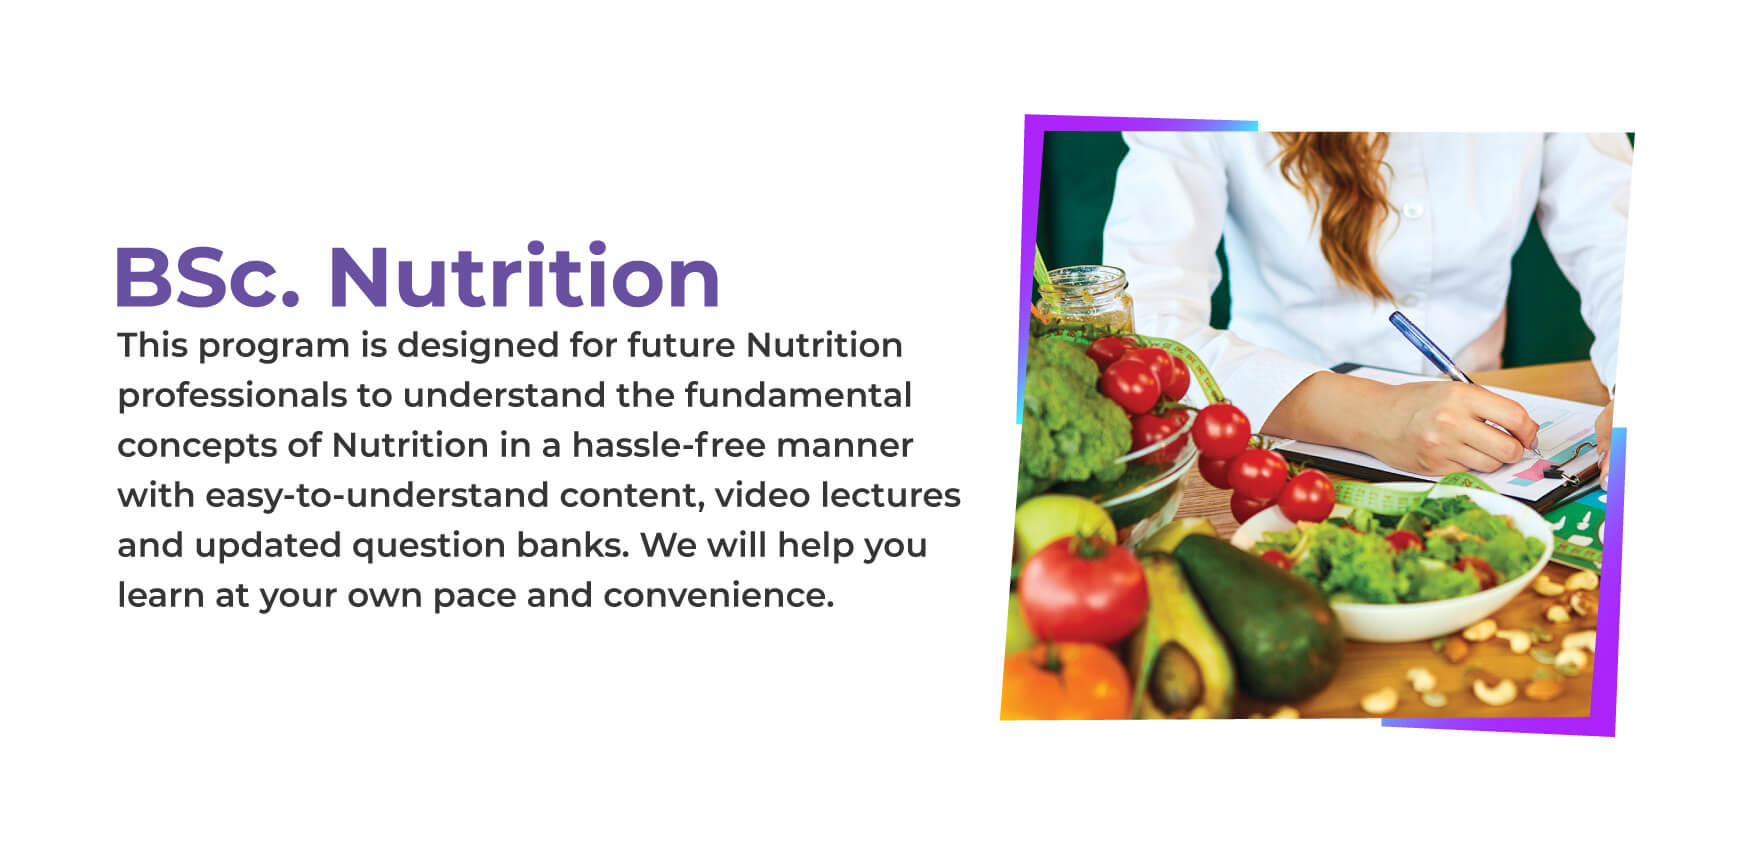 BSc. Nutrition
This program is designed for future Nutrition
professionals to understand the fundamental
concepts of Nutrition in a hassle-free manner
with easy-to-understand content, video lectures
and updated question banks. We will help you
learn at your own pace and convenience.